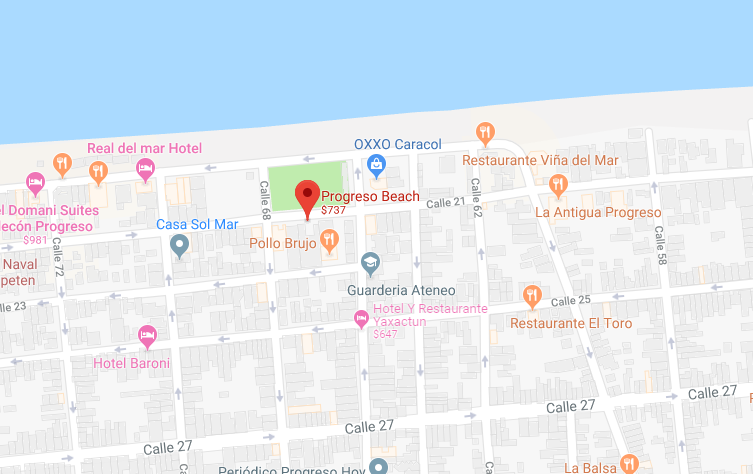 OXXO Caracol
Real del mar Hotel
Restaurante Viña del Mar
Calle 68
Progreso Beach
$737
Calle 21
Calle 62
La Antigua Progreso
el Domani Suites
lecón Progreso
$981
Casa Sol Mar
Pollo Brujo
Calle 72
Calle 58
Naval
peten
Guarderia Ateneo
Calle 25
lle 23
Hotel Y Restaurante
Yaxactun
$647
Restaurante El Toro
Hotel Baroni
Calle 27
Calle 27
Calle 27
Periódico Progreso Hoy
La Balsa